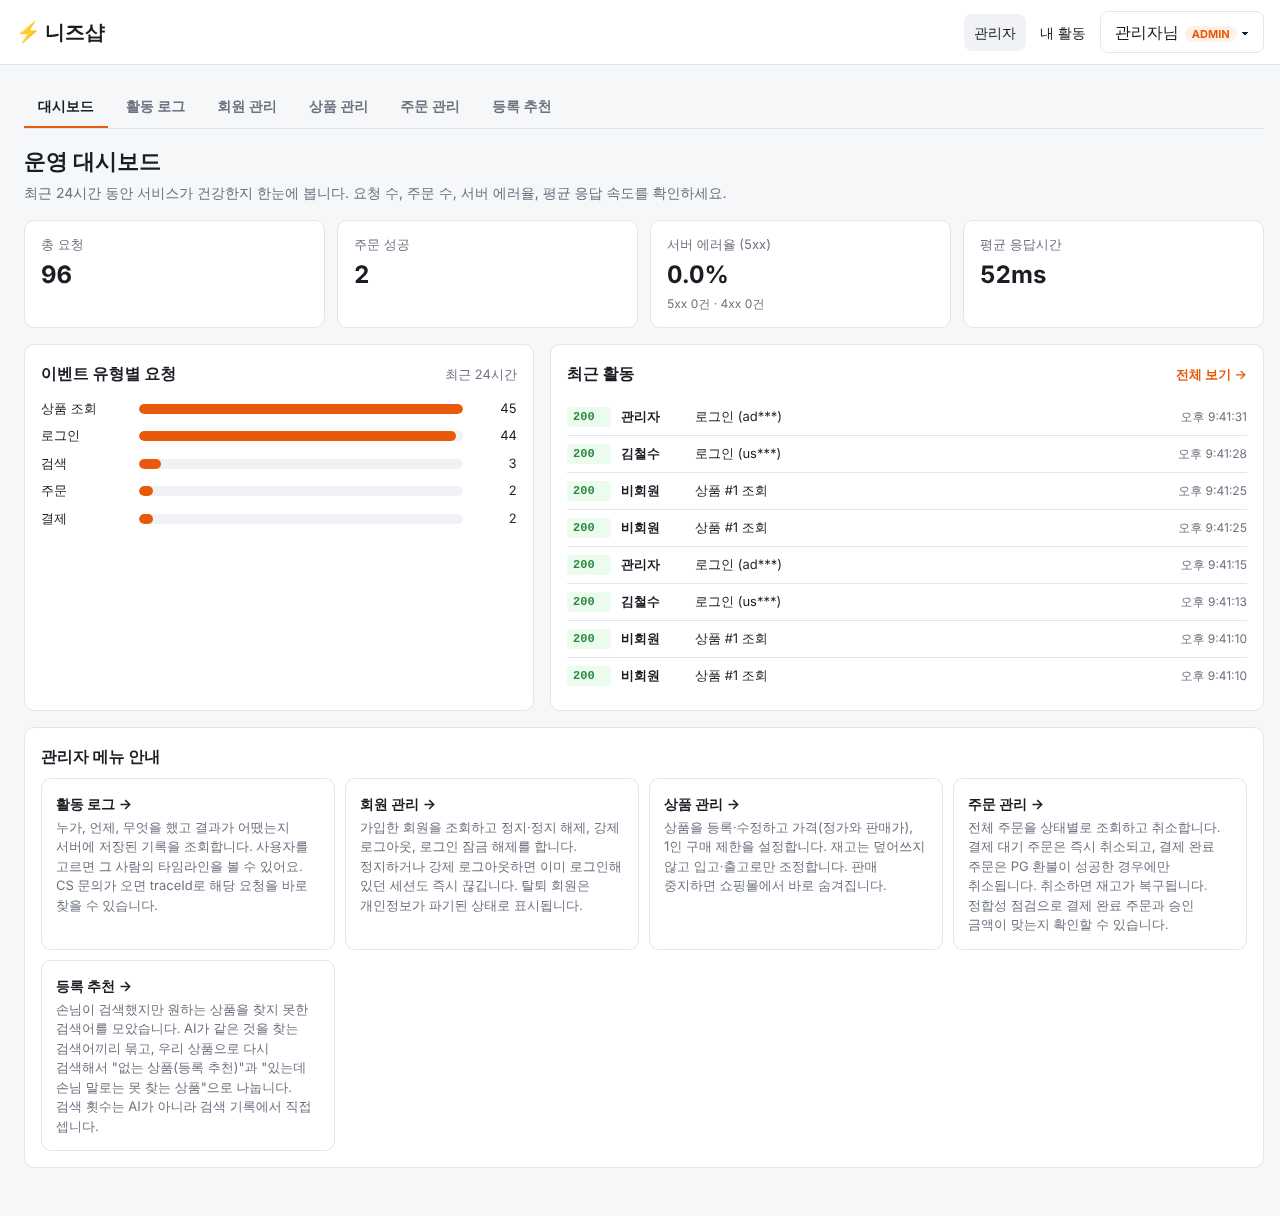 ⚡ 니즈샵
관리자 내 활동 관리자님 ADMIN
대시보드 활동 로그 회원 관리 상품 관리 주문 관리 등록 추천
운영 대시보드
최근 24시간 동안 서비스가 건강한지 한눈에 봅니다. 요청 수, 주문 수, 서버 에러율, 평균 응답 속도를 확인하세요.
총 요청
96
주문 성공
2
서버 에러율 (5xx)
0.0%
5xx 0건 · 4xx 0건
평균 응답시간
52ms
이벤트 유형별 요청 최근 24시간
상품 조회 45
로그인 44
검색 3
주문 2
결제 2
최근 활동 전체 보기 →
200 관리자 로그인 (ad***) 오후 9:41:31
200 김철수 로그인 (us***) 오후 9:41:28
200 비회원 상품 #1 조회 오후 9:41:25
200 비회원 상품 #1 조회 오후 9:41:25
200 관리자 로그인 (ad***) 오후 9:41:15
200 김철수 로그인 (us***) 오후 9:41:13
200 비회원 상품 #1 조회 오후 9:41:10
200 비회원 상품 #1 조회 오후 9:41:10
관리자 메뉴 안내
활동 로그 →
누가, 언제, 무엇을 했고 결과가 어땠는지
서버에 저장된 기록을 조회합니다. 사용자를
고르면 그 사람의 타임라인을 볼 수 있어요.
CS 문의가 오면 traceId로 해당 요청을 바로
찾을 수 있습니다.
회원 관리 →
가입한 회원을 조회하고 정지·정지 해제, 강제
로그아웃, 로그인 잠금 해제를 합니다.
정지하거나 강제 로그아웃하면 이미 로그인해
있던 세션도 즉시 끊깁니다. 탈퇴 회원은
개인정보가 파기된 상태로 표시됩니다.
상품 관리 →
상품을 등록·수정하고 가격(정가와 판매가),
1인 구매 제한을 설정합니다. 재고는 덮어쓰지
않고 입고·출고로만 조정합니다. 판매
중지하면 쇼핑몰에서 바로 숨겨집니다.
주문 관리 →
전체 주문을 상태별로 조회하고 취소합니다.
결제 대기 주문은 즉시 취소되고, 결제 완료
주문은 PG 환불이 성공한 경우에만
취소됩니다. 취소하면 재고가 복구됩니다.
정합성 점검으로 결제 완료 주문과 승인
금액이 맞는지 확인할 수 있습니다.
등록 추천 →
손님이 검색했지만 원하는 상품을 찾지 못한
검색어를 모았습니다. AI가 같은 것을 찾는
검색어끼리 묶고, 우리 상품으로 다시
검색해서 "없는 상품(등록 추천)"과 "있는데
손님 말로는 못 찾는 상품"으로 나눕니다.
검색 횟수는 AI가 아니라 검색 기록에서 직접
셉니다.